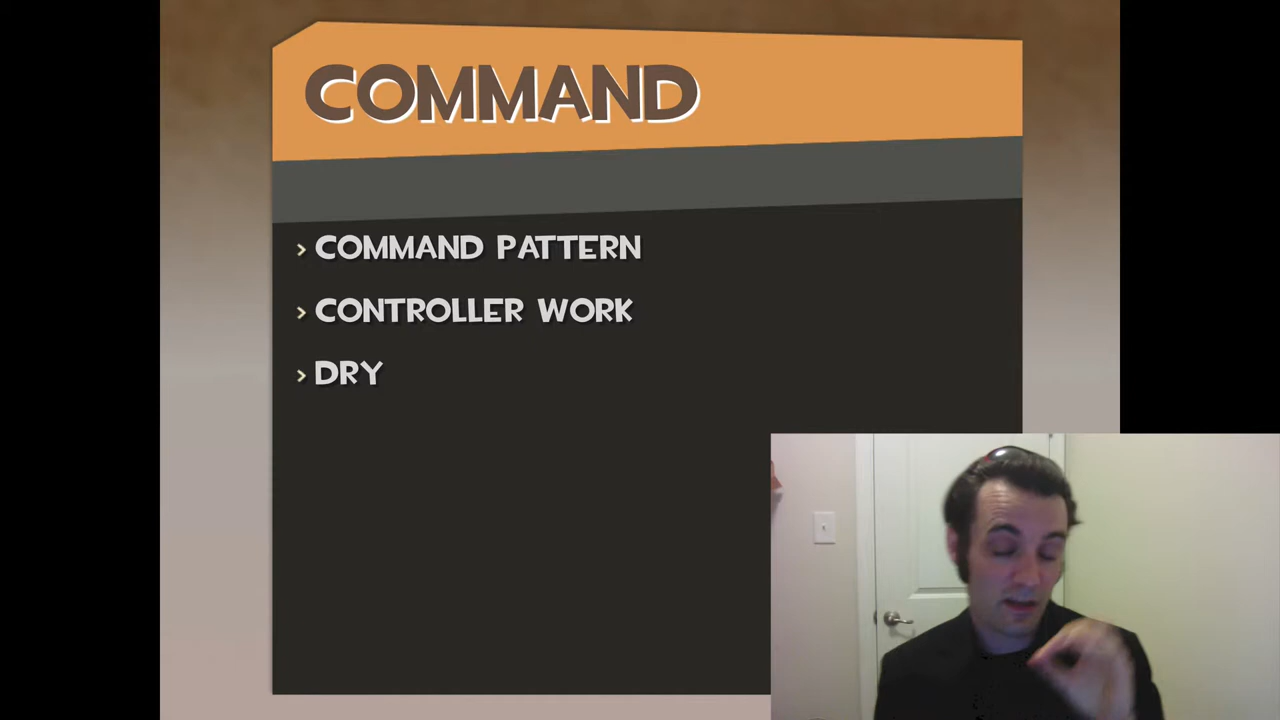 COMMAND
› COMMAND PATTERN
› CONTROLLER WORK
› DRY